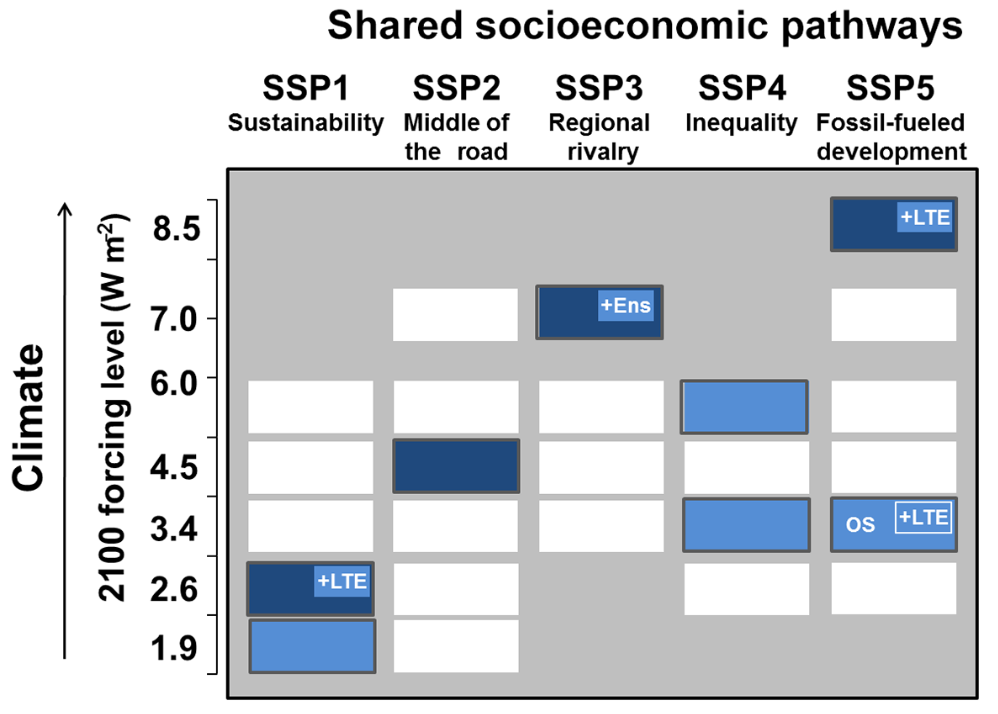 Shared socioeconomic pathways
SSP1 SSP2 SSP3 SSP4 SSP5
Sustainability Middle of Regional Inequality Fossil-fueled
the road rivalry development
8.5 +LTE
7.0 +Ens
6.0
4.5
3.4 OS +LTE
2.6 +LTE
1.9
2100 forcing level (W m-2)
Climate